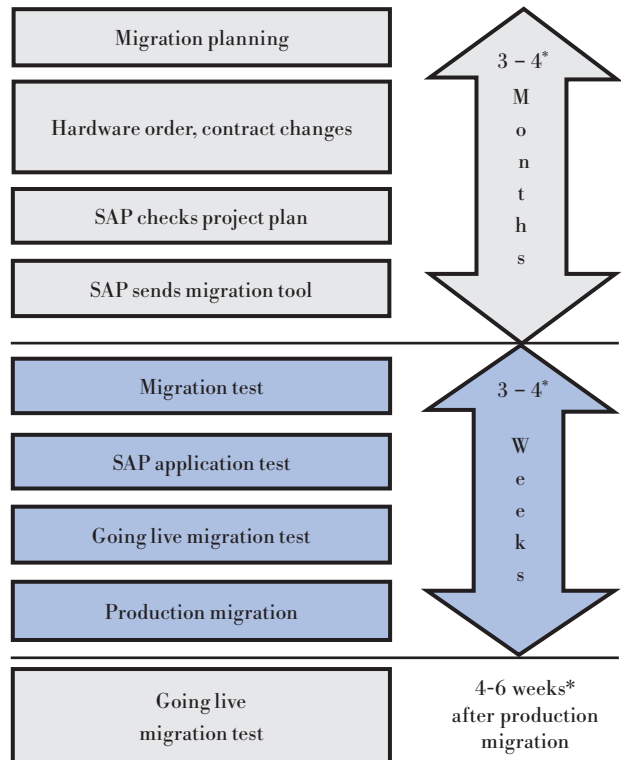 Migration planning
3 – 4*
Months
Hardware order, contract changes
SAP checks project plan
SAP sends migration tool
Migration test
3 – 4*
Weeks
SAP application test
Going live migration test
Production migration
Going live
migration test
4-6 weeks*
after production
migration